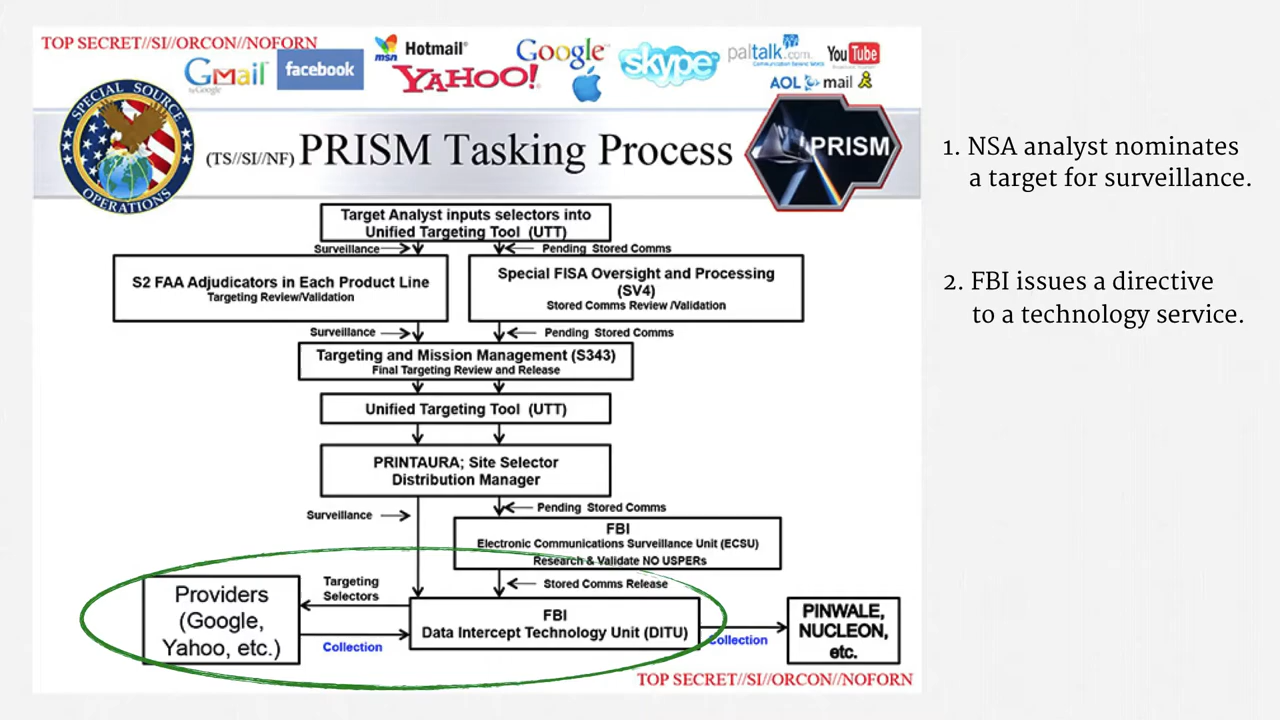 TOP SECRET//SI//ORCON//NOFORN
Gmail
by Google
facebook
msn Hotmail
YAHOO!
Google
skype
paltalk.com
YouTube
AOL mail
SPECIAL SOURCE
OPERATIONS
(TS//SI//NF) PRISM Tasking Process
PRISM
1. NSA analyst nominates
a target for surveillance.
2. FBI issues a directive
to a technology service.
Target Analyst inputs selectors into
Unified Targeting Tool (UTT)
Surveillance
Pending Stored Comms
S2 FAA Adjudicators in Each Product Line
Targeting Review/Validation
Special FISA Oversight and Processing
(SV4)
Stored Comms Review /Validation
Surveillance
Pending Stored Comms
Targeting and Mission Management (S343)
Final Targeting Review and Release
Unified Targeting Tool (UTT)
PRINTAURA; Site Selector
Distribution Manager
Surveillance
Pending Stored Comms
FBI
Electronic Communications Surveillance Unit (ECSU)
Research & Validate NO USPERs
Stored Comms Release
Providers
(Google,
Yahoo, etc.)
Targeting
Selectors
Collection
FBI
Data Intercept Technology Unit (DITU)
Collection
PINWALE,
NUCLEON,
etc.
TOP SECRET//SI//ORCON//NOFORN